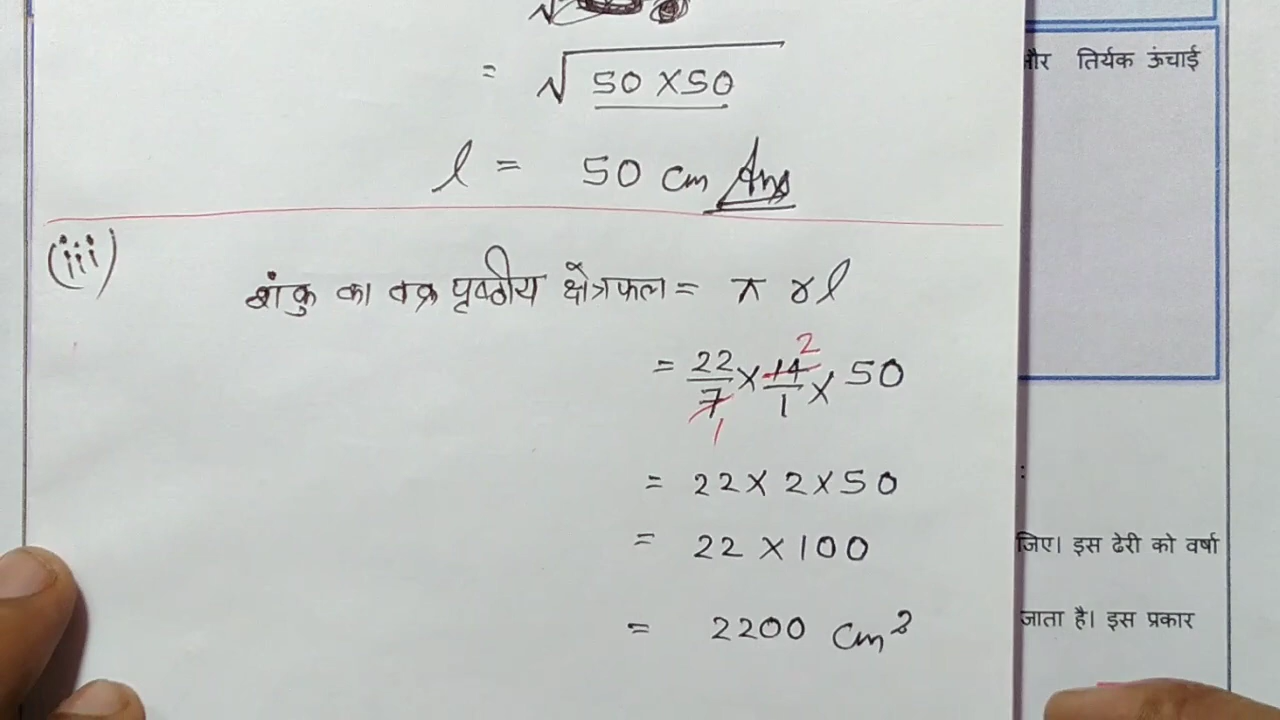 = √50 X 50
l = 50 cm Ans
(iii)
शंकु का वक्र पृष्ठीय क्षेत्रफल = π r l
= 22/7 X 14/1 X 50
2
1
= 22 X 2 X 50
= 22 X 100
= 2200 cm²
और तिर्यक ऊंचाई
:
जिए। इस ढेरी को वर्षा
जाता है। इस प्रकार